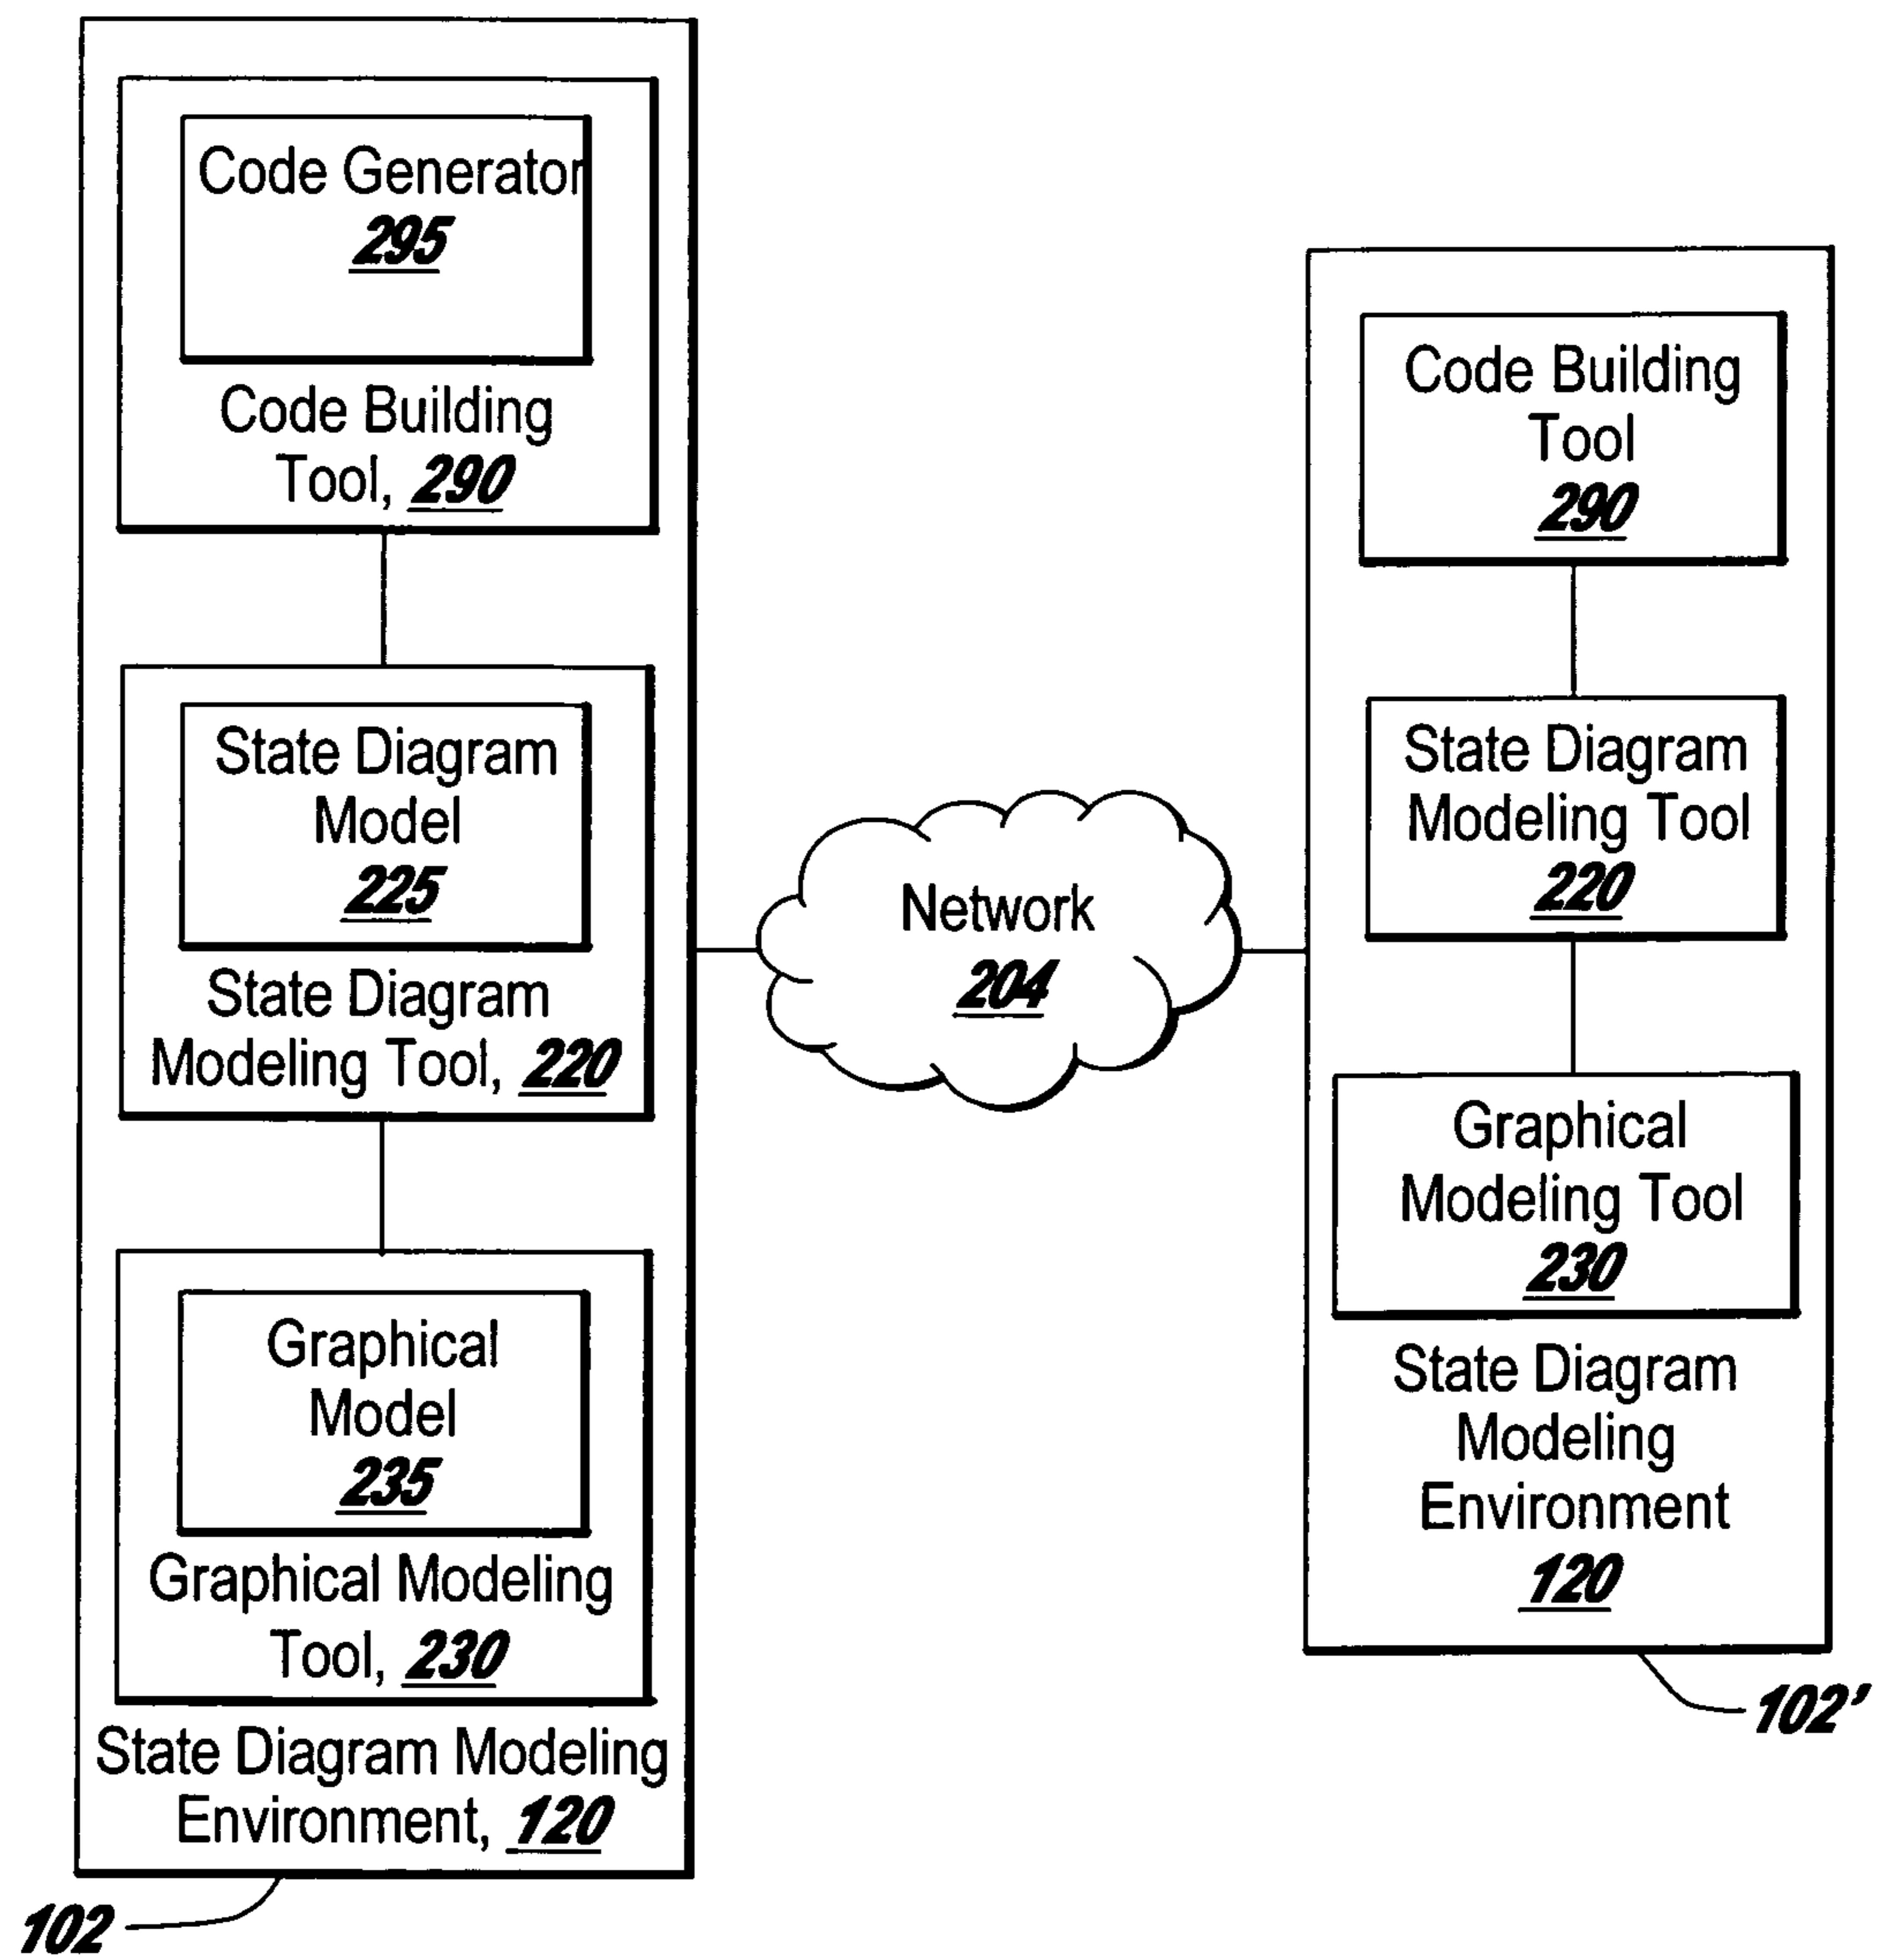 Code Generator
295
Code Building
Tool, 290
State Diagram
Model
225
State Diagram
Modeling Tool, 220
Graphical
Model
235
Graphical Modeling
Tool, 230
State Diagram Modeling
Environment, 120
102
Network
204
Code Building
Tool
290
State Diagram
Modeling Tool
220
Graphical
Modeling Tool
230
State Diagram
Modeling
Environment
120
102'